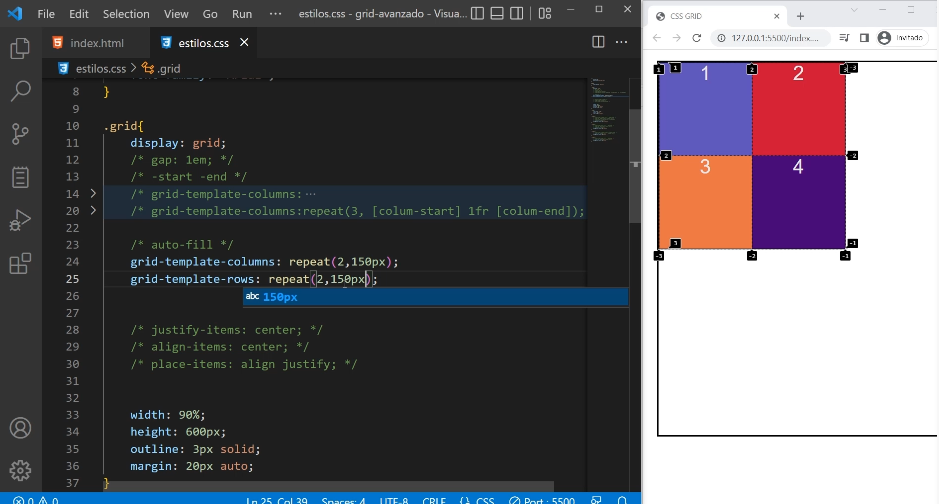 File Edit Selection View Go Run ··· estilos.css - grid-avanzado - Visua...
index.html
estilos.css
estilos.css > .grid
8 }
9
10 .grid{
11 display: grid;
12 /* gap: 1em; */
13 /* -start -end */
14 /* grid-template-columns: ···
20 /* grid-template-columns:repeat(3, [colum-start] 1fr [colum-end]);
22
23 /* auto-fill */
24 grid-template-columns: repeat(2,150px);
25 grid-template-rows: repeat(2,150px);
26 abc 150px
27
28 /* justify-items: center; */
29 /* align-items: center; */
30 /* place-items: align justify; */
31
32
33 width: 90%;
34 height: 600px;
35 outline: 3px solid;
36 margin: 20px auto;
37 }
0 0 Ln 25, Col 39 Spaces: 4 UTF-8 CRLF {} CSS Port : 5500
CSS GRID
127.0.0.1:5500/index....
Invitado
1 1 2 -3
1 2
2 -2
3 4
3 -1
-3 -2 -1